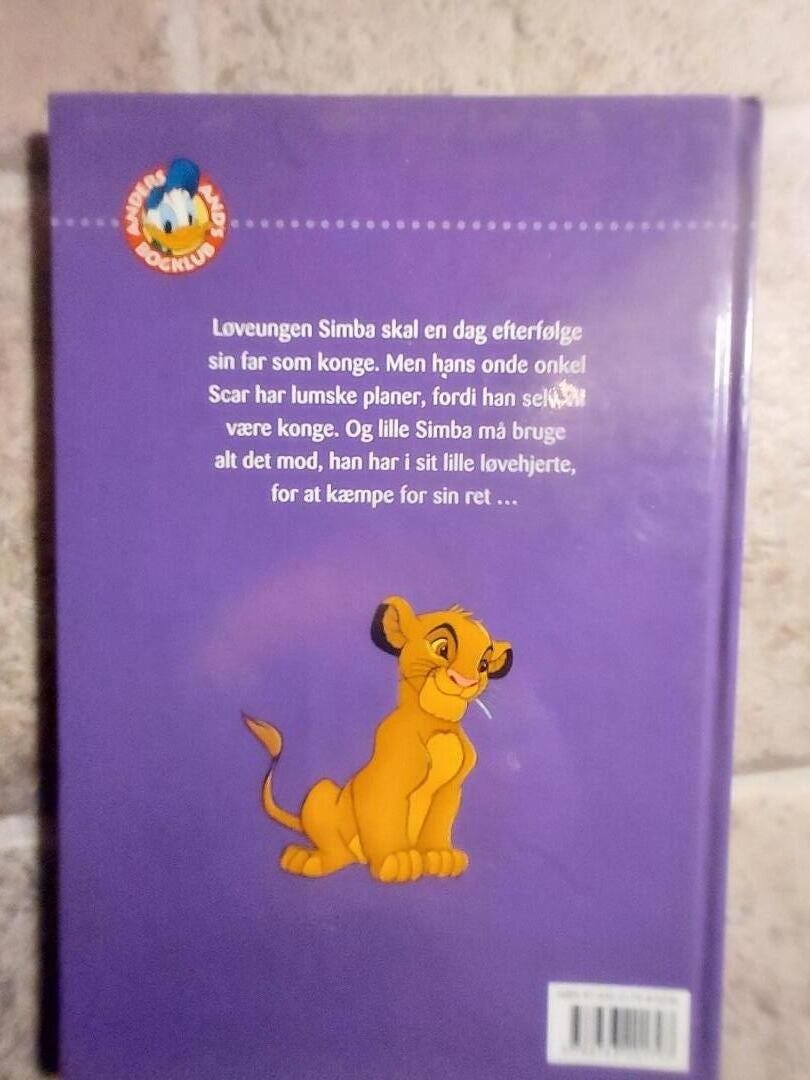 ANDERS ANDS
BOGKLUB
Løveungen Simba skal en dag efterfølge
sin far som konge. Men hans onde onkel
Scar har lumske planer, fordi han selv vil
være konge. Og lille Simba må bruge
alt det mod, han har i sit lille løvehjerte,
for at kæmpe for sin ret ...